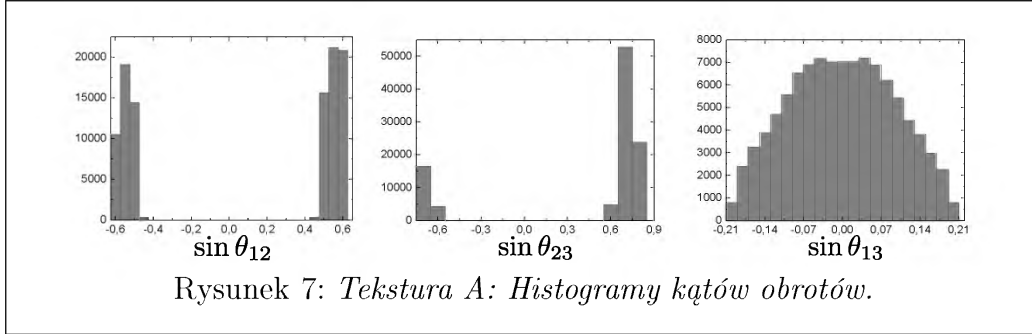 20000
15000
10000
5000
0
-0,6 -0,4 -0,2 0,0 0,2 0,4 0,6
sin θ12
50000
40000
30000
20000
10000
0
-0,6 -0,3 0,0 0,3 0,6 0,9
sin θ23
8000
7000
6000
5000
4000
3000
2000
1000
0
-0,21 -0,14 -0,07 0,00 0,07 0,14 0,21
sin θ13
Rysunek 7: Tekstura A: Histogramy kątów obrotów.